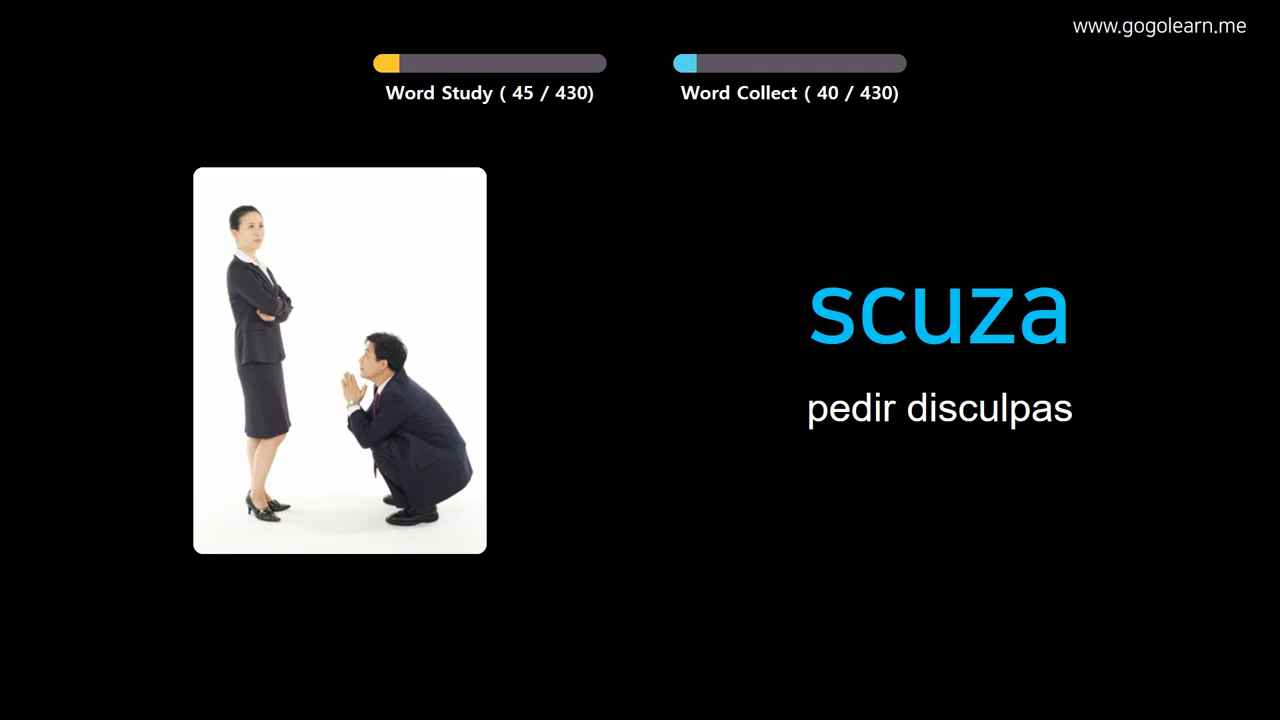 www.gogolearn.me
Word Study ( 45 / 430)
Word Collect ( 40 / 430)
scuza
pedir disculpas